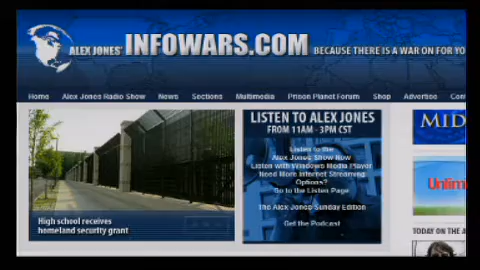 ALEX JONES' INFOWARS.COM BECAUSE THERE IS A WAR ON FOR YO
Home Alex Jones Radio Show News Sections Multimedia Prison Planet Forum Shop Advertise Con
LISTEN TO ALEX JONES
FROM 11AM - 3PM CST
Listen to the
Alex Jones Show Now
Listen with Windows Media Player
Need More Internet Streaming
Options?
Go to the Listen Page
The Alex Jones Sunday Edition
Get the Podcast
High school receives
homeland security grant
MID
Unlim
TODAY ON THE A